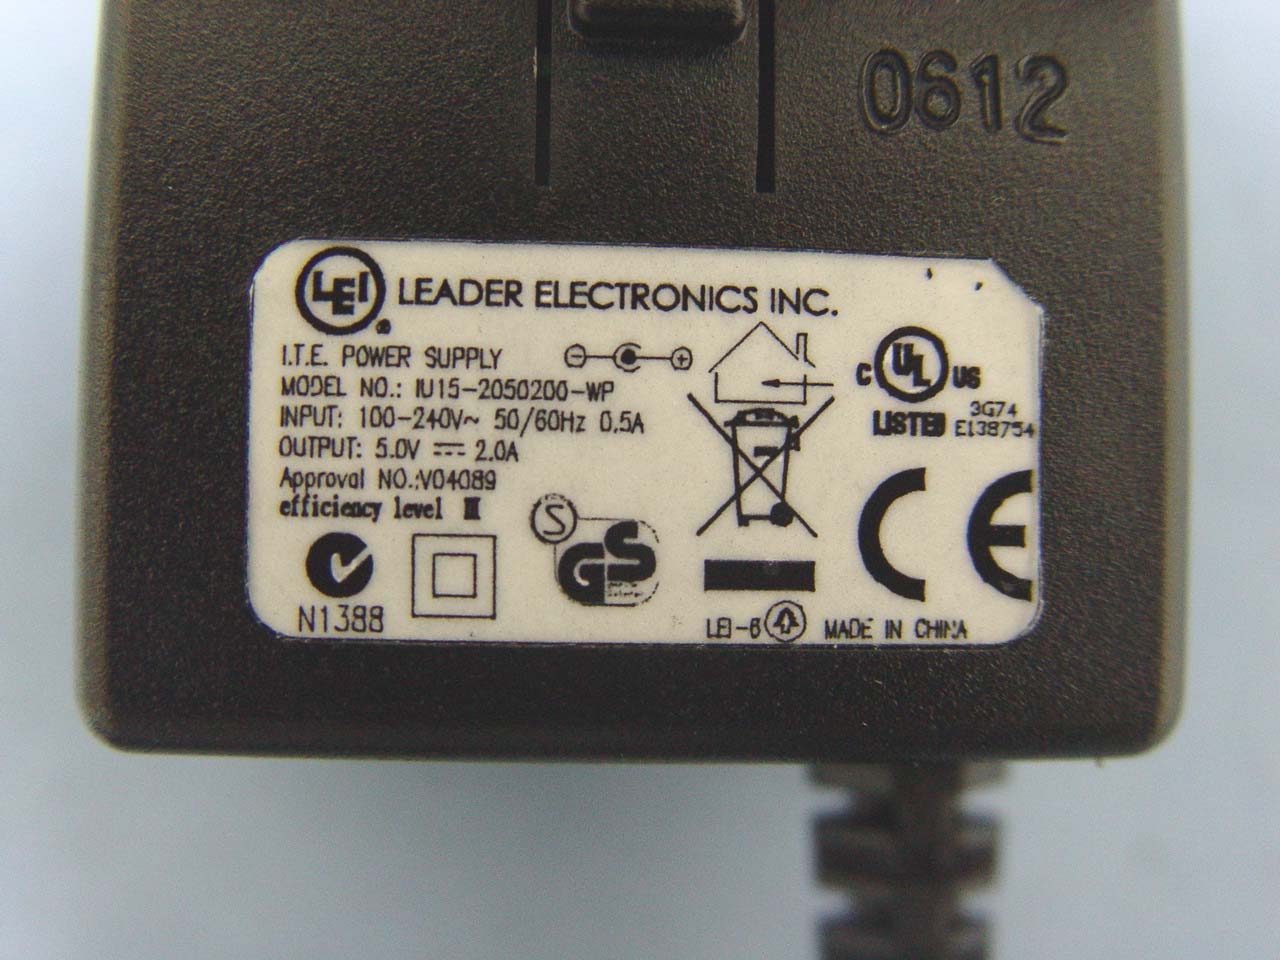 0612
LEI ® LEADER ELECTRONICS INC.
I.T.E. POWER SUPPLY
MODEL NO.: IU15-2050200-WP
INPUT: 100-240V~ 50/60Hz 0.5A
OUTPUT: 5.0V ⎓ 2.0A
Approval NO.:V04089
efficiency level III
N1388
S
GS
C UL US
LISTED
3G74
E138754
CE
LEI-6
MADE IN CHINA